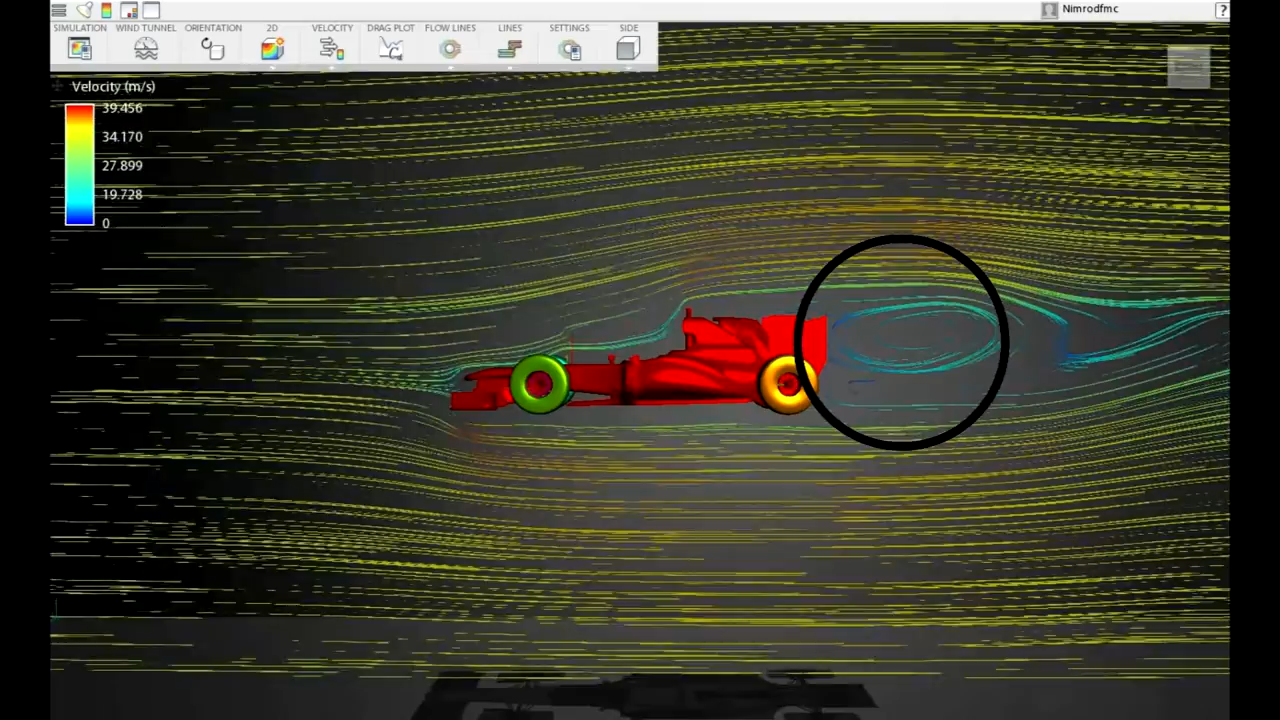 Nimrodfmc
?
SIMULATION WIND TUNNEL ORIENTATION 2D VELOCITY DRAG PLOT FLOW LINES LINES SETTINGS SIDE
Velocity (m/s)
39.456
34.170
27.899
19.728
0